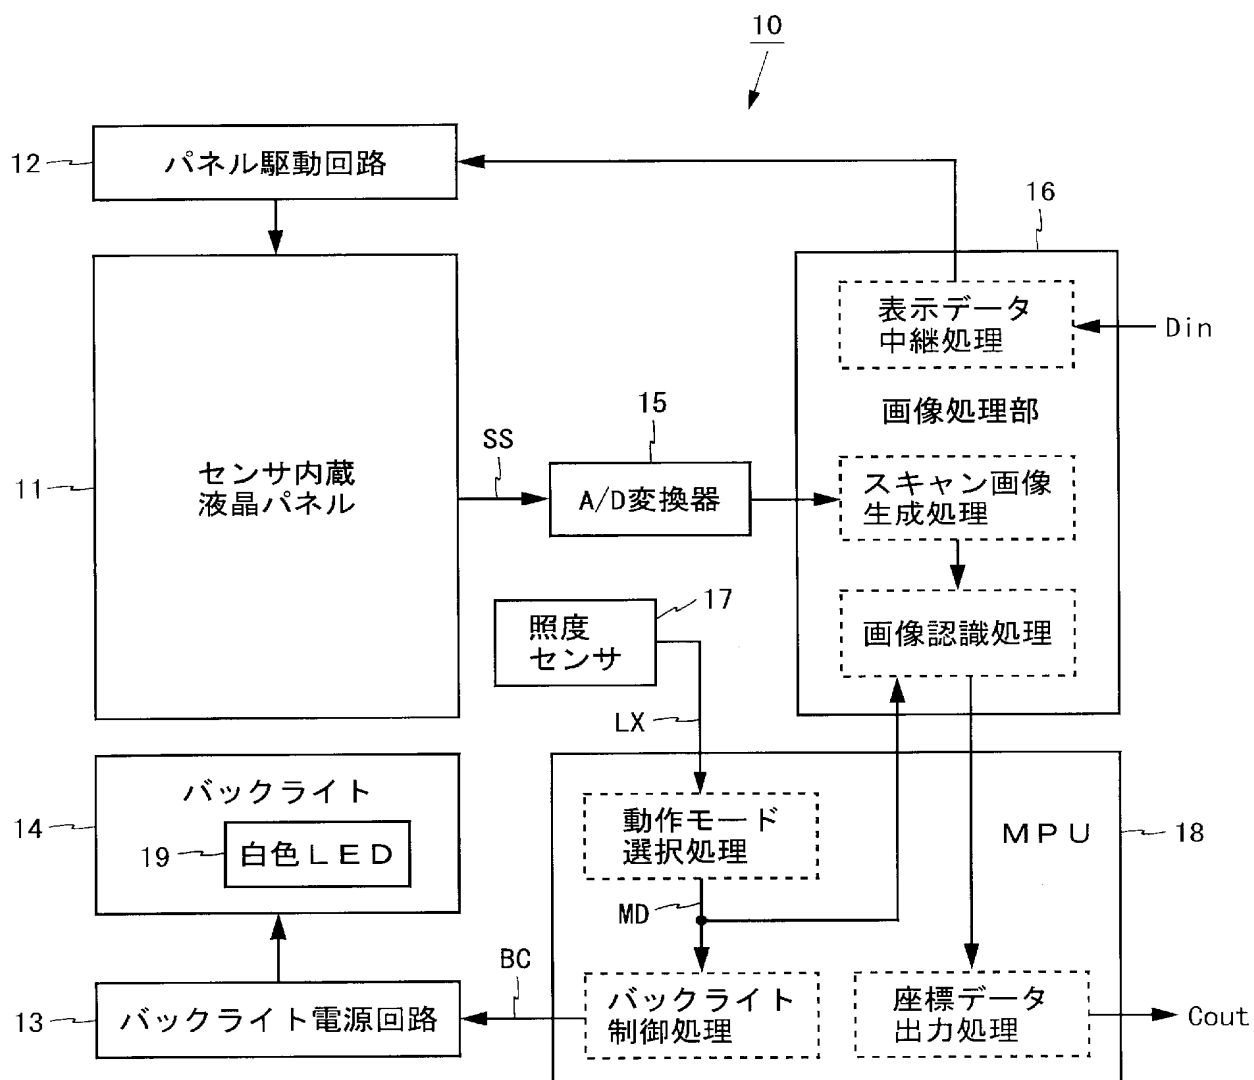 10
12
パネル駆動回路
16
表示データ
中継処理
Din
画像処理部
15
SS
11
センサ内蔵
液晶パネル
A/D変換器
スキャン画像
生成処理
17
照度
センサ
画像認識処理
LX
バックライト
14
19
白色LED
動作モード
選択処理
MPU
18
MD
BC
13
バックライト電源回路
バックライト
制御処理
座標データ
出力処理
Cout